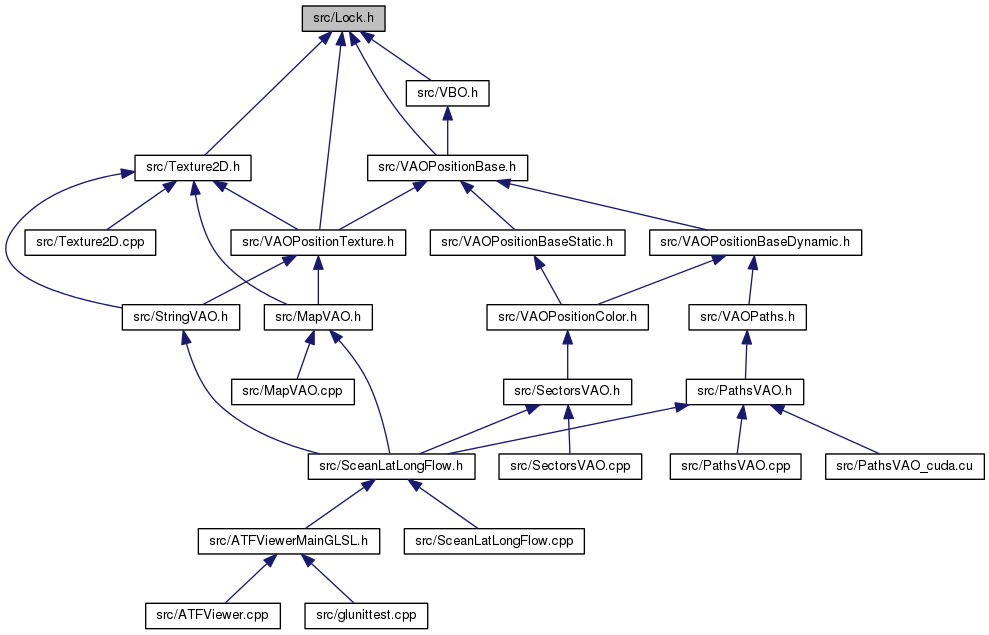 src/Lock.h
src/VBO.h
src/Texture2D.h
src/VAOPositionBase.h
src/Texture2D.cpp
src/VAOPositionTexture.h
src/VAOPositionBaseStatic.h
src/VAOPositionBaseDynamic.h
src/StringVAO.h
src/MapVAO.h
src/VAOPositionColor.h
src/VAOPaths.h
src/MapVAO.cpp
src/SectorsVAO.h
src/PathsVAO.h
src/SceanLatLongFlow.h
src/SectorsVAO.cpp
src/PathsVAO.cpp
src/PathsVAO_cuda.cu
src/ATFViewerMainGLSL.h
src/SceanLatLongFlow.cpp
src/ATFViewer.cpp
src/glunittest.cpp